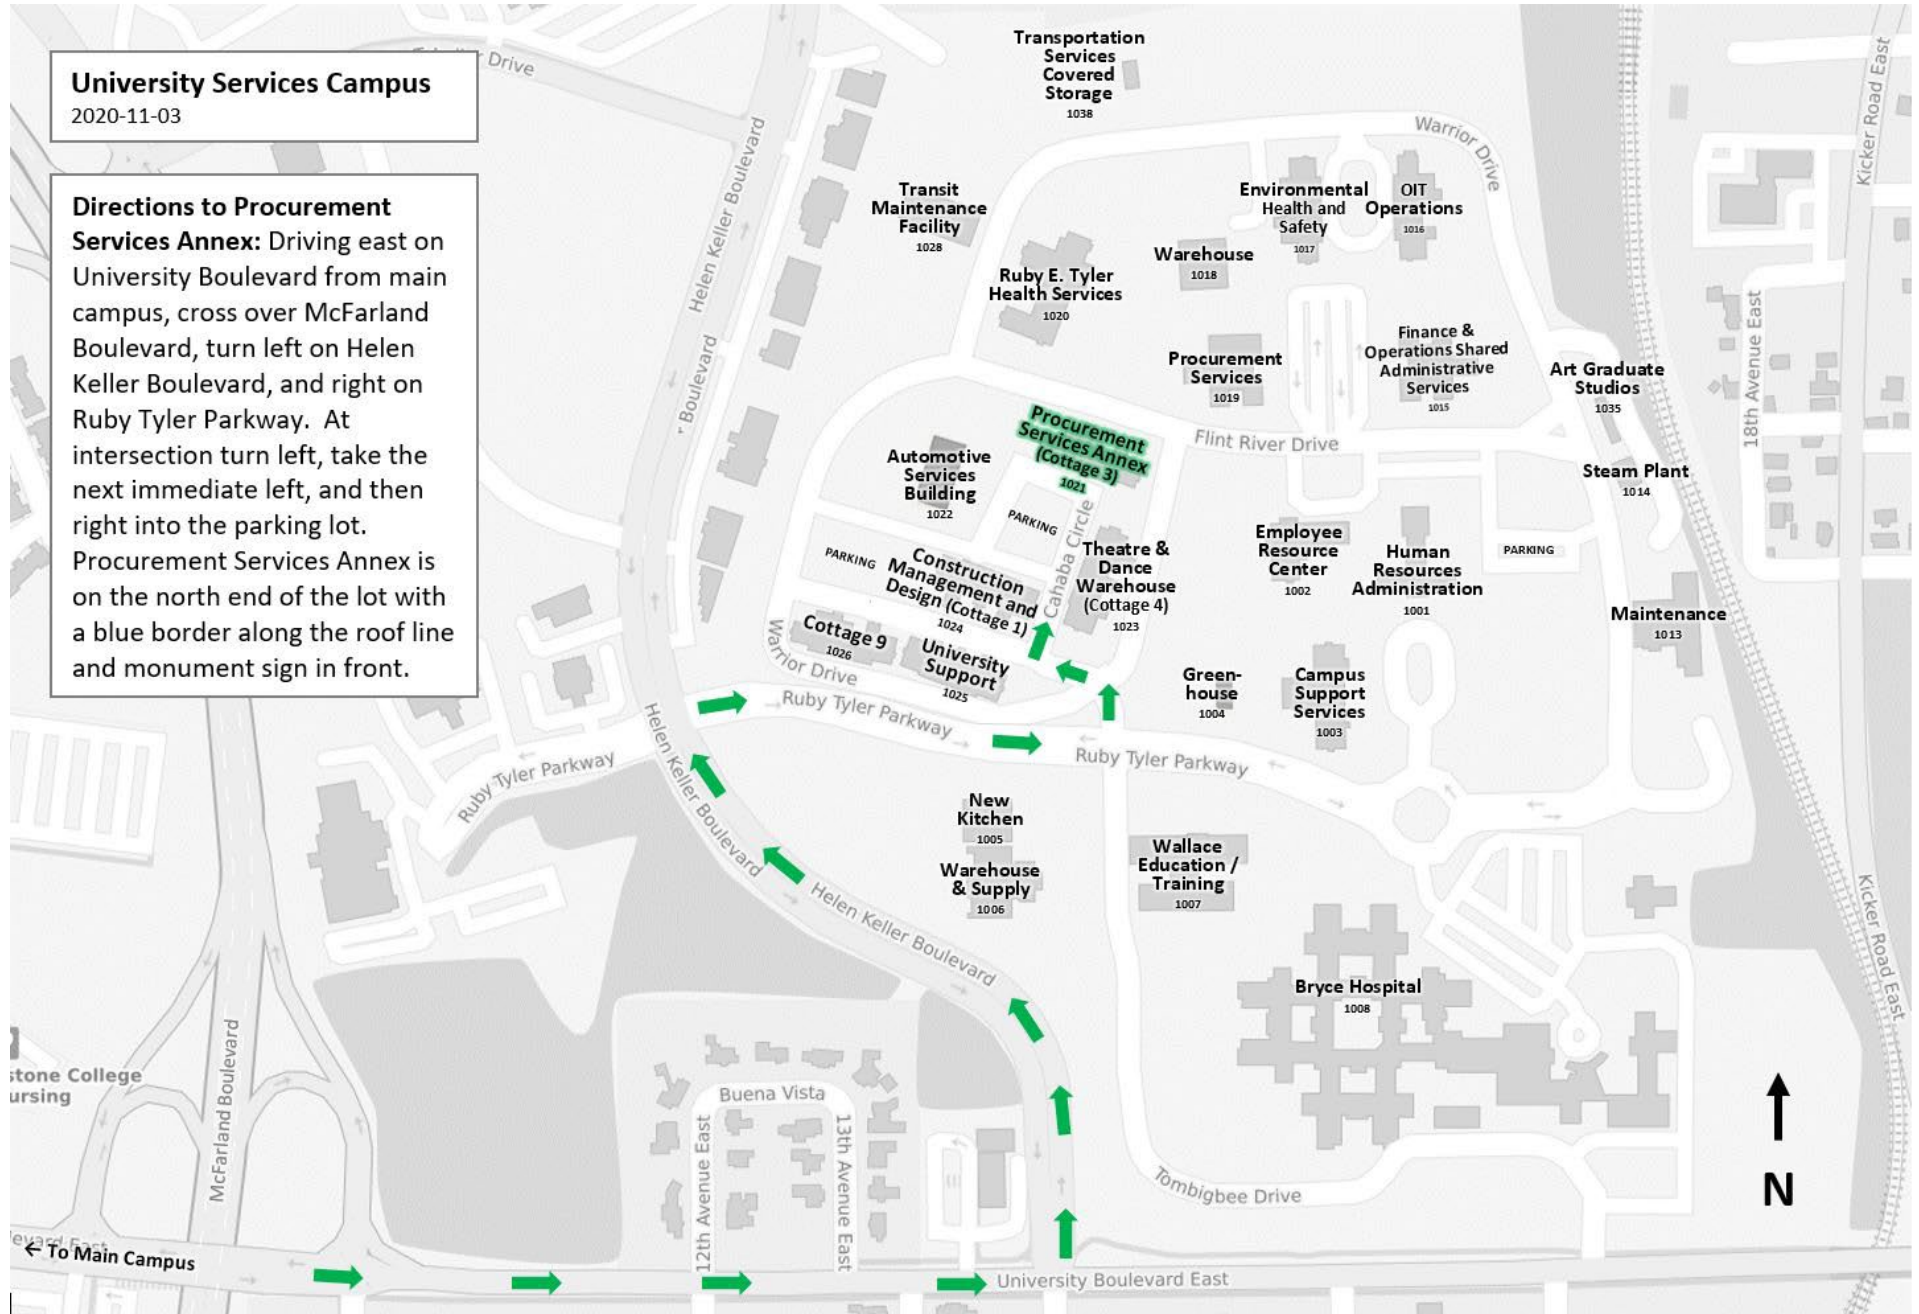 University Services Campus
2020-11-03
Directions to Procurement
Services Annex: Driving east on
University Boulevard from main
campus, cross over McFarland
Boulevard, turn left on Helen
Keller Boulevard, and right on
Ruby Tyler Parkway. At
intersection turn left, take the
next immediate left, and then
right into the parking lot.
Procurement Services Annex is
on the north end of the lot with
a blue border along the roof line
and monument sign in front.
Drive
Transportation
Services
Covered
Storage
1038
Warrior Drive
Kicker Road East
Helen Keller Boulevard
Transit
Maintenance
Facility
1028
Environmental
Health and
Safety
1017
OIT
Operations
1016
Warehouse
1018
Ruby E. Tyler
Health Services
1020
Boulevard
Procurement
Services
1019
Finance &
Operations Shared
Administrative
Services
1015
Art Graduate
Studios
1035
18th Avenue East
Procurement
Services Annex
(Cottage 3)
1021
Flint River Drive
Automotive
Services
Building
1022
PARKING
Steam Plant
1014
PARKING
Construction
Management and
Design (Cottage 1)
1024
Cahaba Circle
Theatre &
Dance
Warehouse
(Cottage 4)
1023
Employee
Resource
Center
1002
Human
Resources
Administration
1001
PARKING
Maintenance
1013
Cottage 9
1026
University
Support
1025
Warrior Drive
Green-
house
1004
Campus
Support
Services
1003
Ruby Tyler Parkway
Ruby Tyler Parkway
Ruby Tyler Parkway
Helen Keller Boulevard
New
Kitchen
1005
Warehouse
& Supply
1006
Wallace
Education /
Training
1007
Helen Keller Boulevard
Bryce Hospital
1008
Kicker Road East
stone College
ursing
McFarland Boulevard
Buena Vista
12th Avenue East
13th Avenue East
Tombigbee Drive
N
evard East
← To Main Campus
University Boulevard East